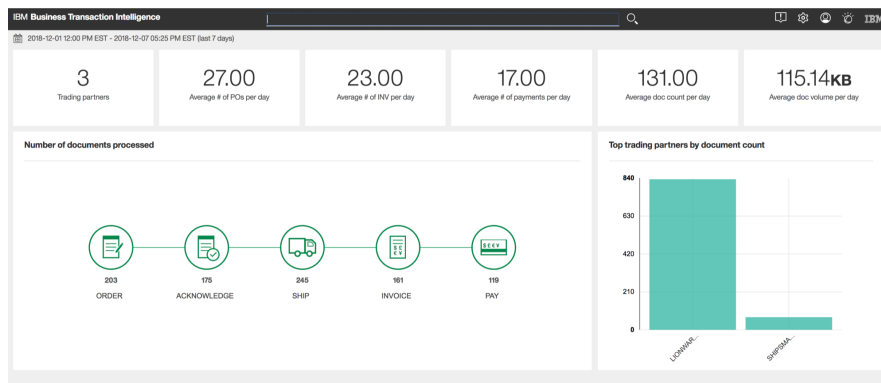 IBM Business Transaction Intelligence
IBM
2018-12-01 12:00 PM EST - 2018-12-07 05:25 PM EST (last 7 days)
3
Trading partners
27.00
Average # of POs per day
23.00
Average # of INV per day
17.00
Average # of payments per day
131.00
Average doc count per day
115.14KB
Average doc volume per day
Number of documents processed
203
ORDER
175
ACKNOWLEDGE
245
SHIP
161
INVOICE
119
PAY
Top trading partners by document count
840
630
420
210
0
LIONWAR...
SHIPSMA...